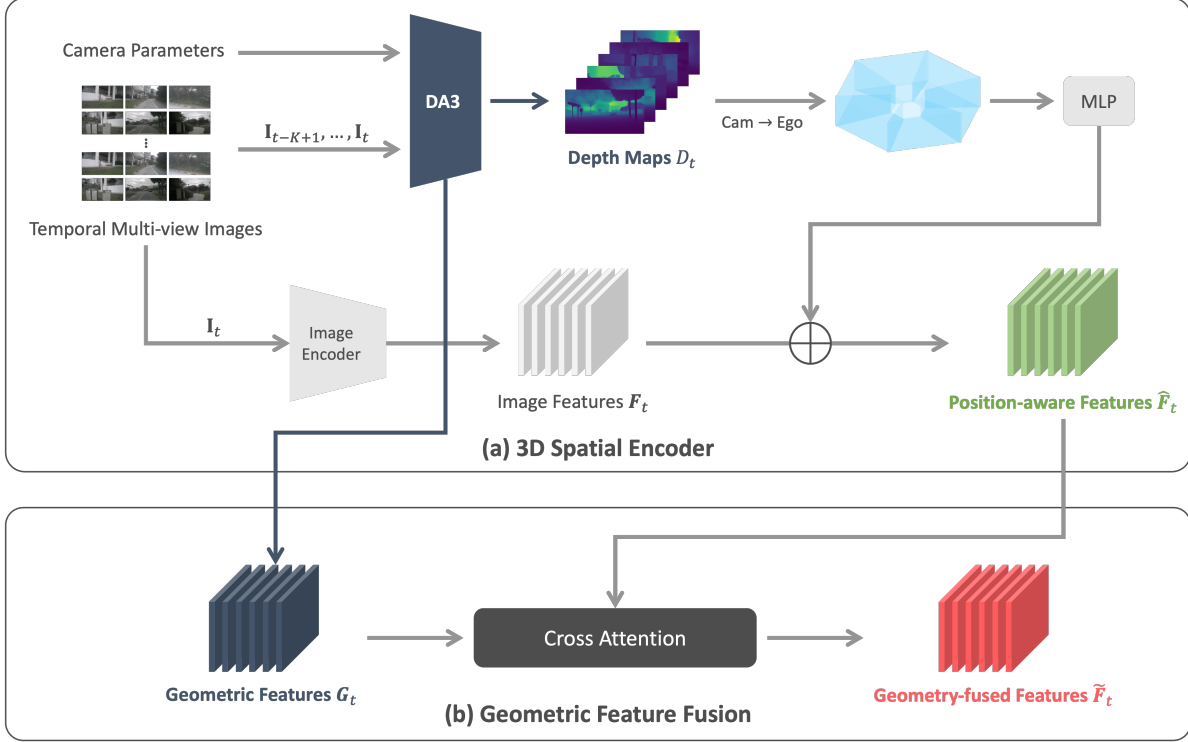 Camera Parameters
DA3
I_{t−K+1}, ..., I_t
Temporal Multi-view Images
Depth Maps D_t
Cam → Ego
MLP
I_t
Image
Encoder
Image Features F_t
Position-aware Features F̂_t
(a) 3D Spatial Encoder
Geometric Features G_t
Cross Attention
Geometry-fused Features F̃_t
(b) Geometric Feature Fusion